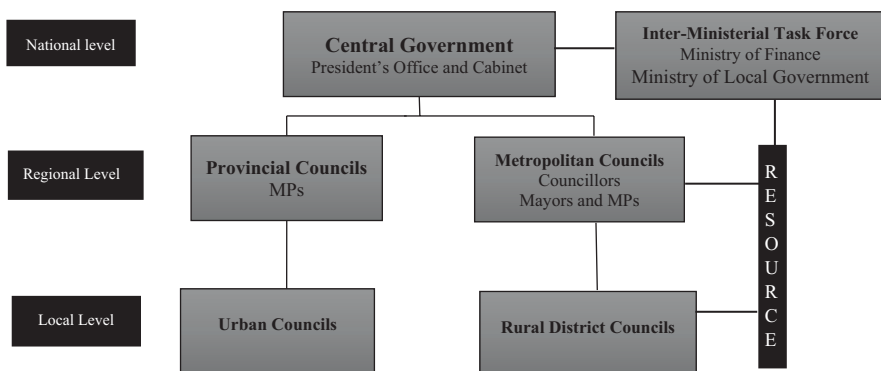 National level
Central Government
President's Office and Cabinet
Inter-Ministerial Task Force
Ministry of Finance
Ministry of Local Government
Regional Level
Provincial Councils
MPs
Metropolitan Councils
Councillors
Mayors and MPs
RESOURCE
Local Level
Urban Councils
Rural District Councils